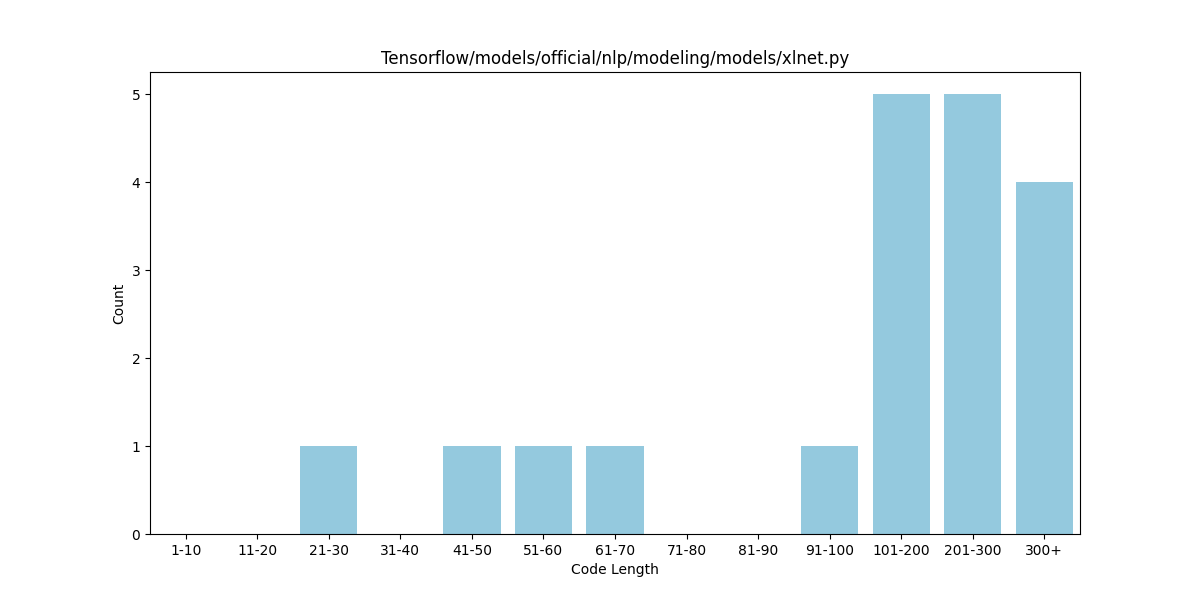 Tensorflow/models/official/nlp/modeling/models/xlnet.py
5
4
3
2
1
0
Count
1-10 11-20 21-30 31-40 41-50 51-60 61-70 71-80 81-90 91-100 101-200 201-300 300+
Code Length